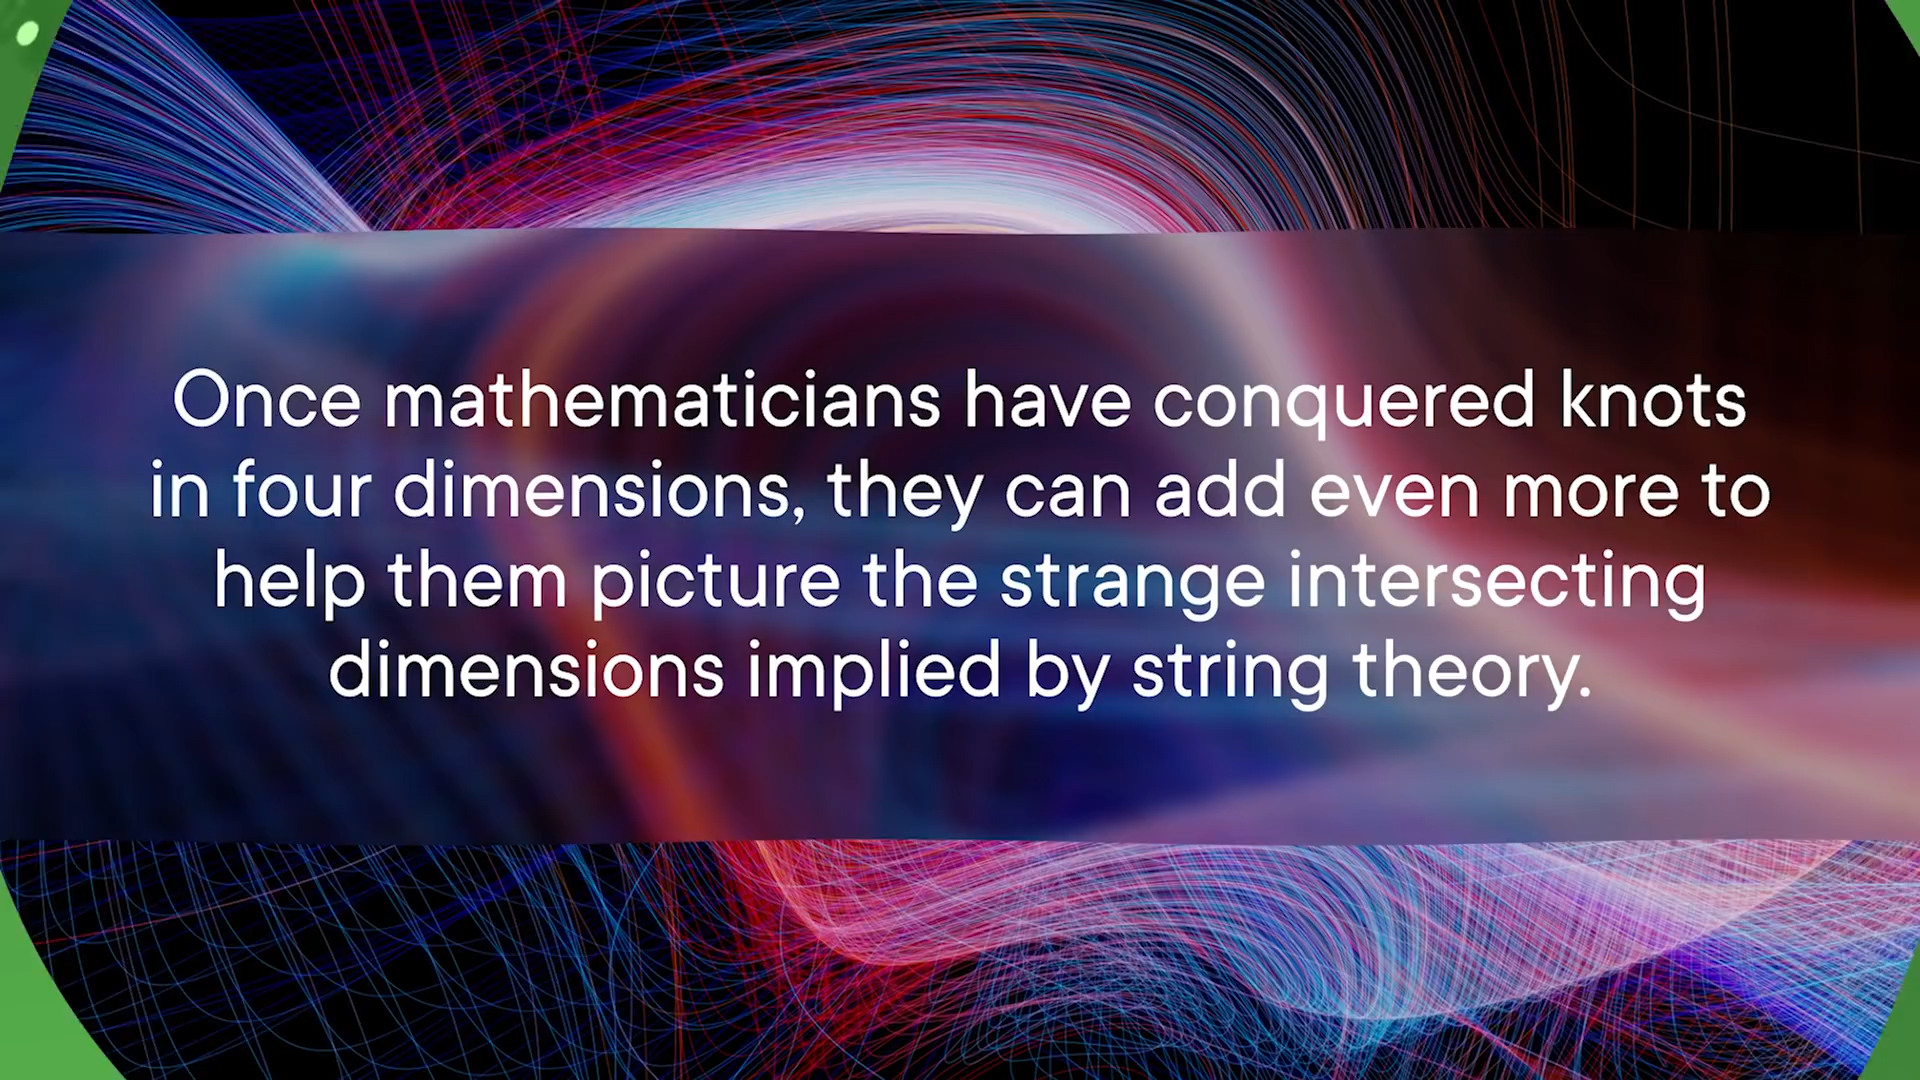 Once mathematicians have conquered knots
in four dimensions, they can add even more to
help them picture the strange intersecting
dimensions implied by string theory.